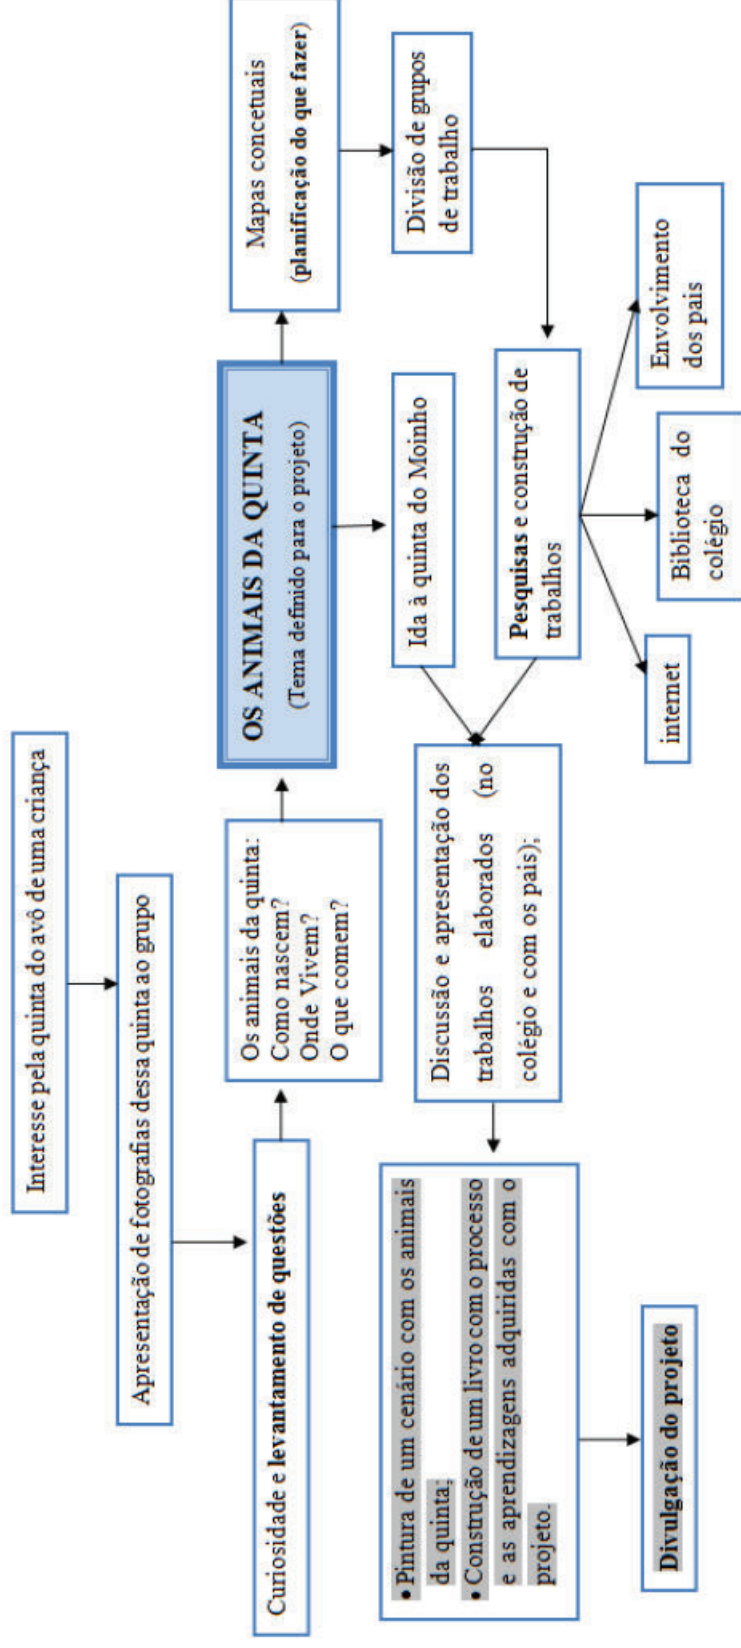 Interesse pela quinta do avô de uma criança
Apresentação de fotografias dessa quinta ao grupo
Curiosidade e levantamento de questões
Os animais da quinta:
Como nascem?
Onde Vivem?
O que comem?
OS ANIMAIS DA QUINTA
(Tema definido para o projeto)
Mapas concetuais
(planificação do que fazer)
Divisão de grupos
de trabalho
Ida à quinta do Moinho
Pesquisas e construção de
trabalhos
internet
Biblioteca do
colégio
Envolvimento
dos pais
Discussão e apresentação dos
trabalhos elaborados (no
colégio e com os pais);
• Pintura de um cenário com os animais
da quinta;
• Construção de um livro com o processo
e as aprendizagens adquiridas com o
projeto.
Divulgação do projeto